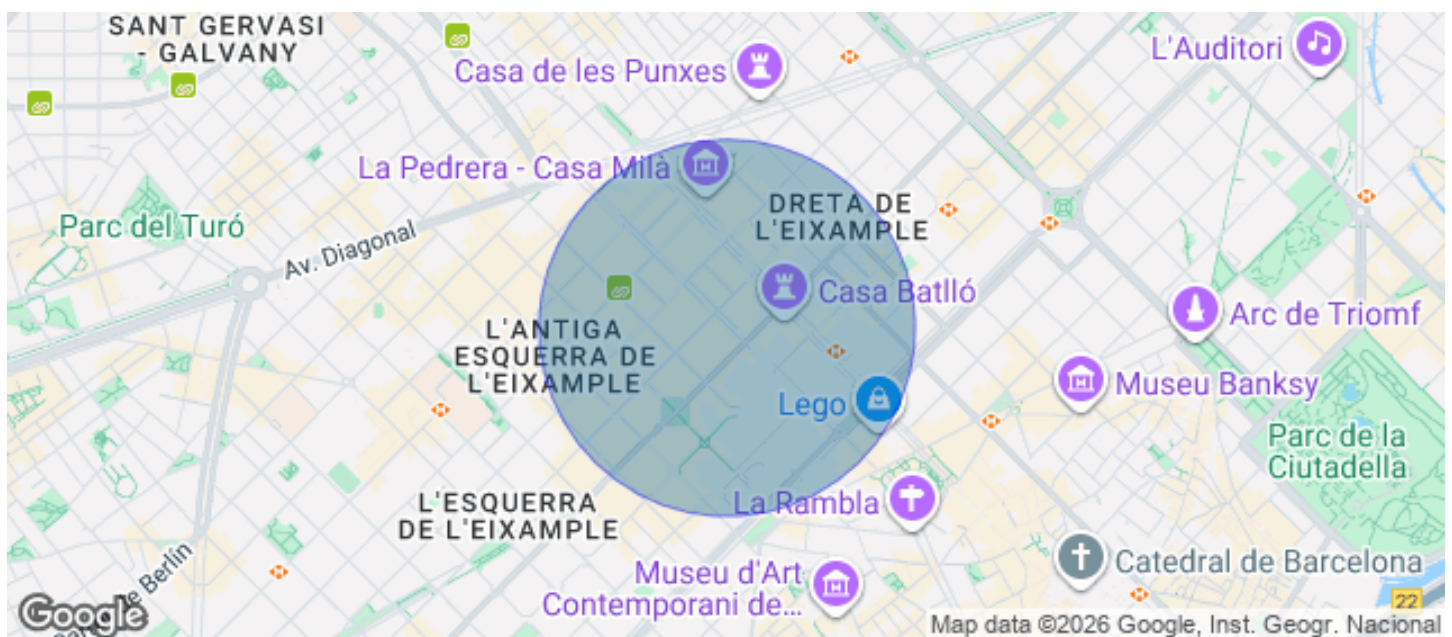 SANT GERVASI
- GALVANY
Casa de les Punxes
L'Auditori
La Pedrera - Casa Milà
DRETA DE
L'EIXAMPLE
Parc del Turó
Av. Diagonal
Casa Batlló
Arc de Triomf
L'ANTIGA
ESQUERRA DE
L'EIXAMPLE
Museu Banksy
Lego
Parc de la
Ciutadella
L'ESQUERRA
DE L'EIXAMPLE
La Rambla
Catedral de Barcelona
Museu d'Art
Contemporani de...
de Berlín
22
Google
Map data ©2026 Google, Inst. Geogr. Nacional